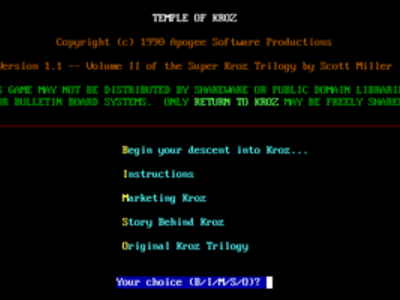 TEMPLE OF KROZ
Copyright (c) 1990 Apogee Software Productions
Version 1.1 -- Volume II of the Super Kroz Trilogy by Scott Miller
S GAME MAY NOT BE DISTRIBUTED BY SHAREWARE OR PUBLIC DOMAIN LIBRARI
OR BULLETIN BOARD SYSTEMS. ONLY RETURN TO KROZ MAY BE FREELY SHARE
Begin your descent into Kroz...
Instructions
Marketing Kroz
Story Behind Kroz
Original Kroz Trilogy
Your choice (B/I/M/S/O)?